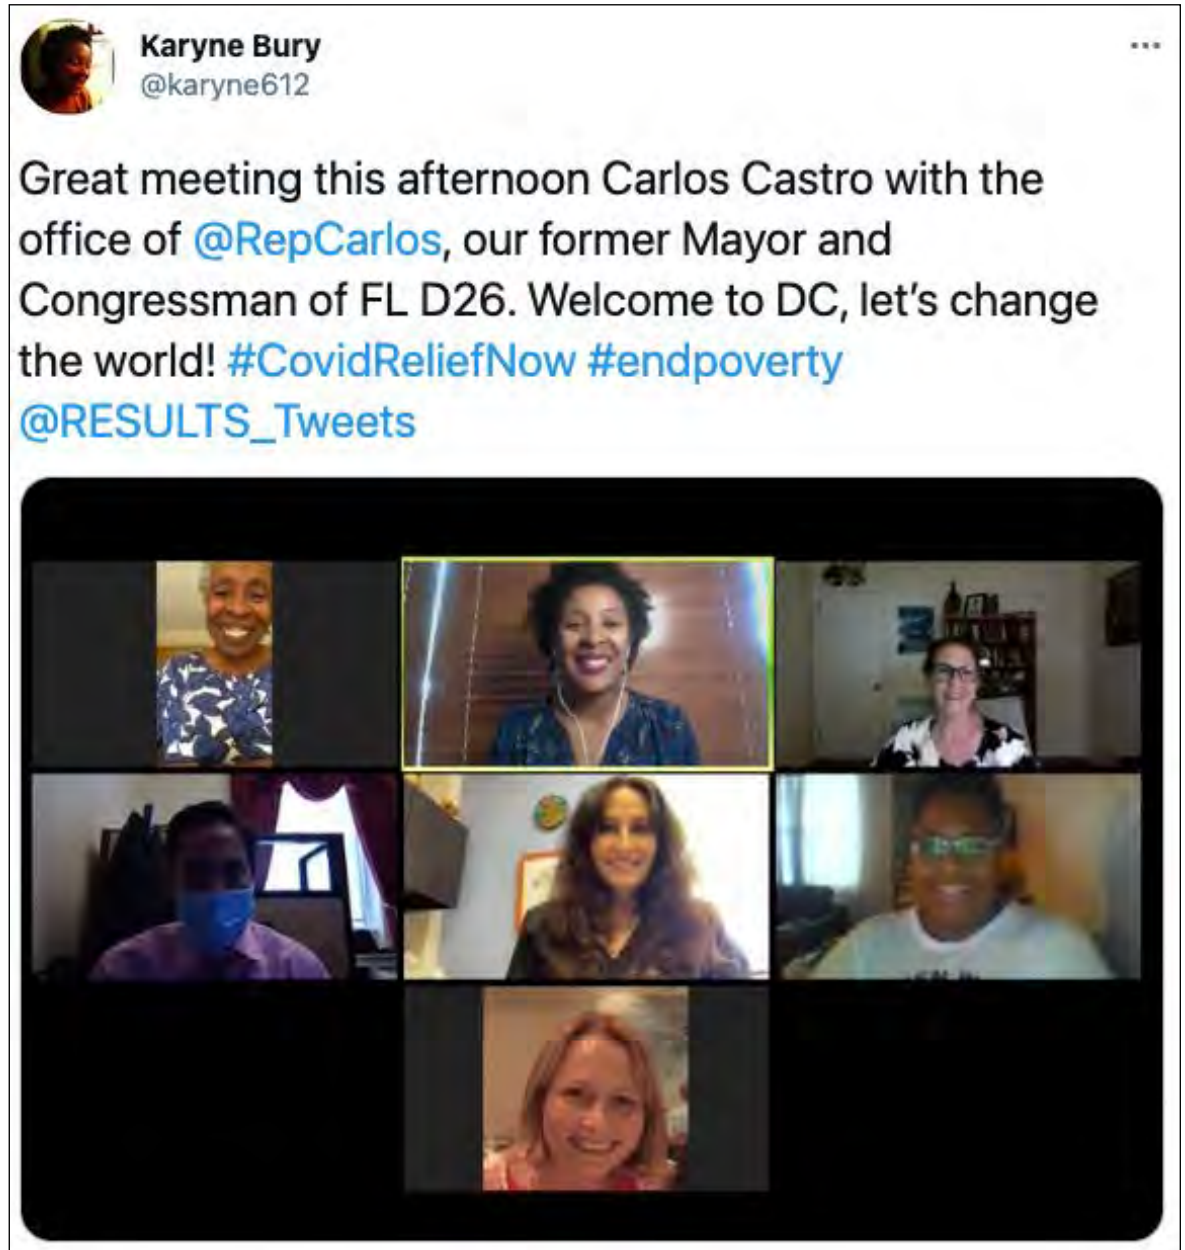 Karyne Bury
@karyne612
Great meeting this afternoon Carlos Castro with the
office of @RepCarlos, our former Mayor and
Congressman of FL D26. Welcome to DC, let's change
the world! #CovidReliefNow #endpoverty
@RESULTS_Tweets